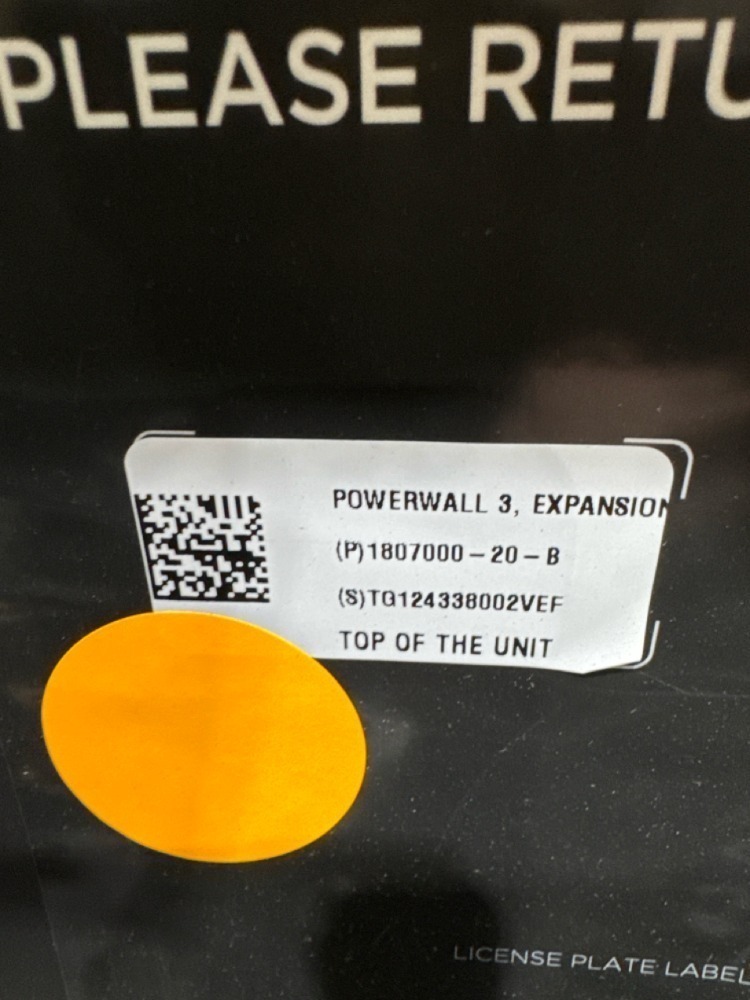 PLEASE RETU
POWERWALL 3, EXPANSION
(P)1807000-20-B
(S)TG124338002VEF
TOP OF THE UNIT
LICENSE PLATE LABEL